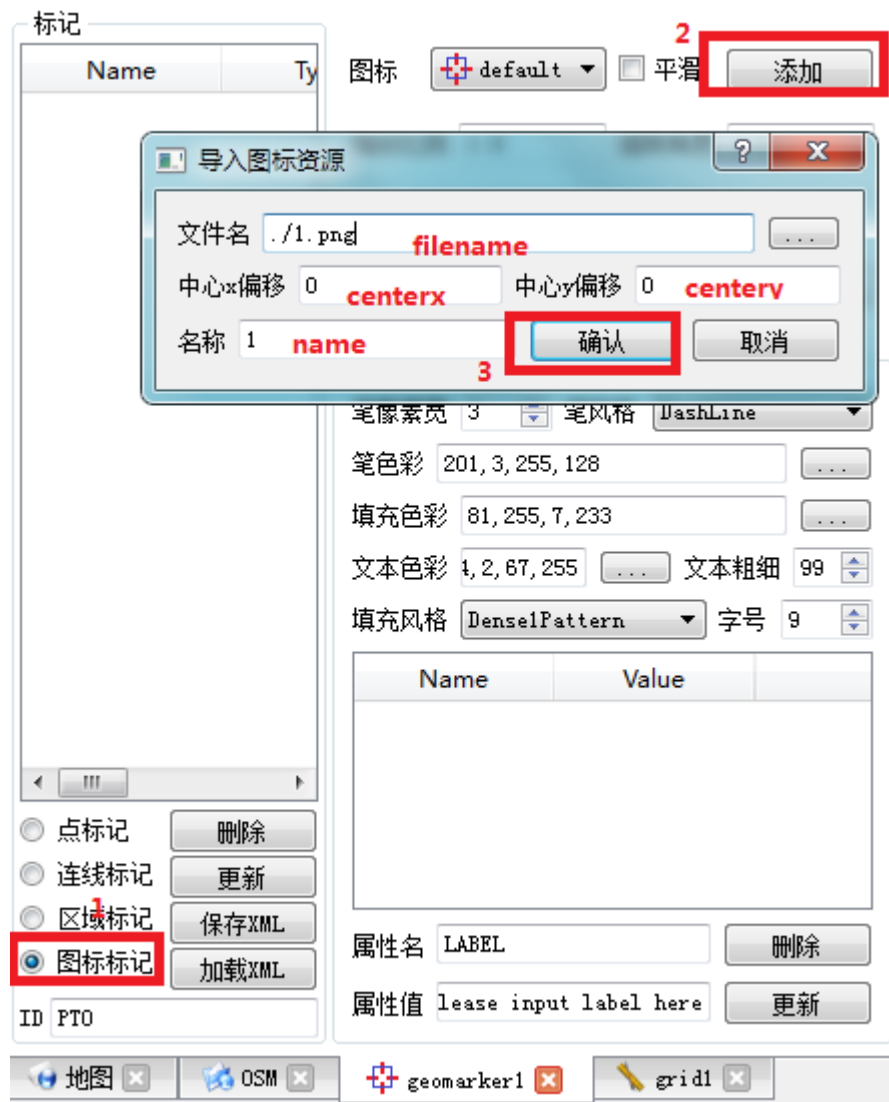 标记
2
Name Ty
图标 default 平滑 添加
导入图标资源
文件名 ./1.png filename ...
中心x偏移 0 centerx 中心y偏移 0 centery
名称 1 name 确认 取消
3
笔像素宽 3 笔风格 DashLine
笔色彩 201,3,255,128 ...
填充色彩 81,255,7,233 ...
文本色彩 4,2,67,255 ... 文本粗细 99
填充风格 Dense1Pattern 字号 9
Name Value
点标记 删除
连线标记 更新
1
区域标记 保存XML
图标标记 加载XML
ID PT0
属性名 LABEL 删除
属性值 lease input label here 更新
地图 OSM geomarker1 grid1